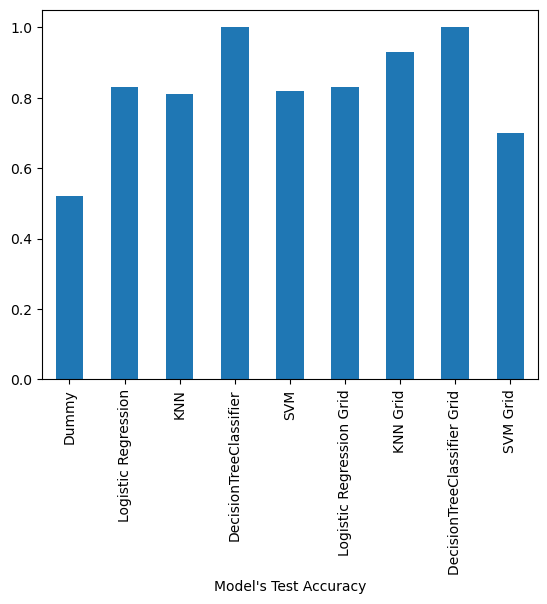 1.0
0.8
0.6
0.4
0.2
0.0
Dummy
Logistic Regression
KNN
DecisionTreeClassifier
SVM
Logistic Regression Grid
KNN Grid
DecisionTreeClassifier Grid
SVM Grid
Model's Test Accuracy